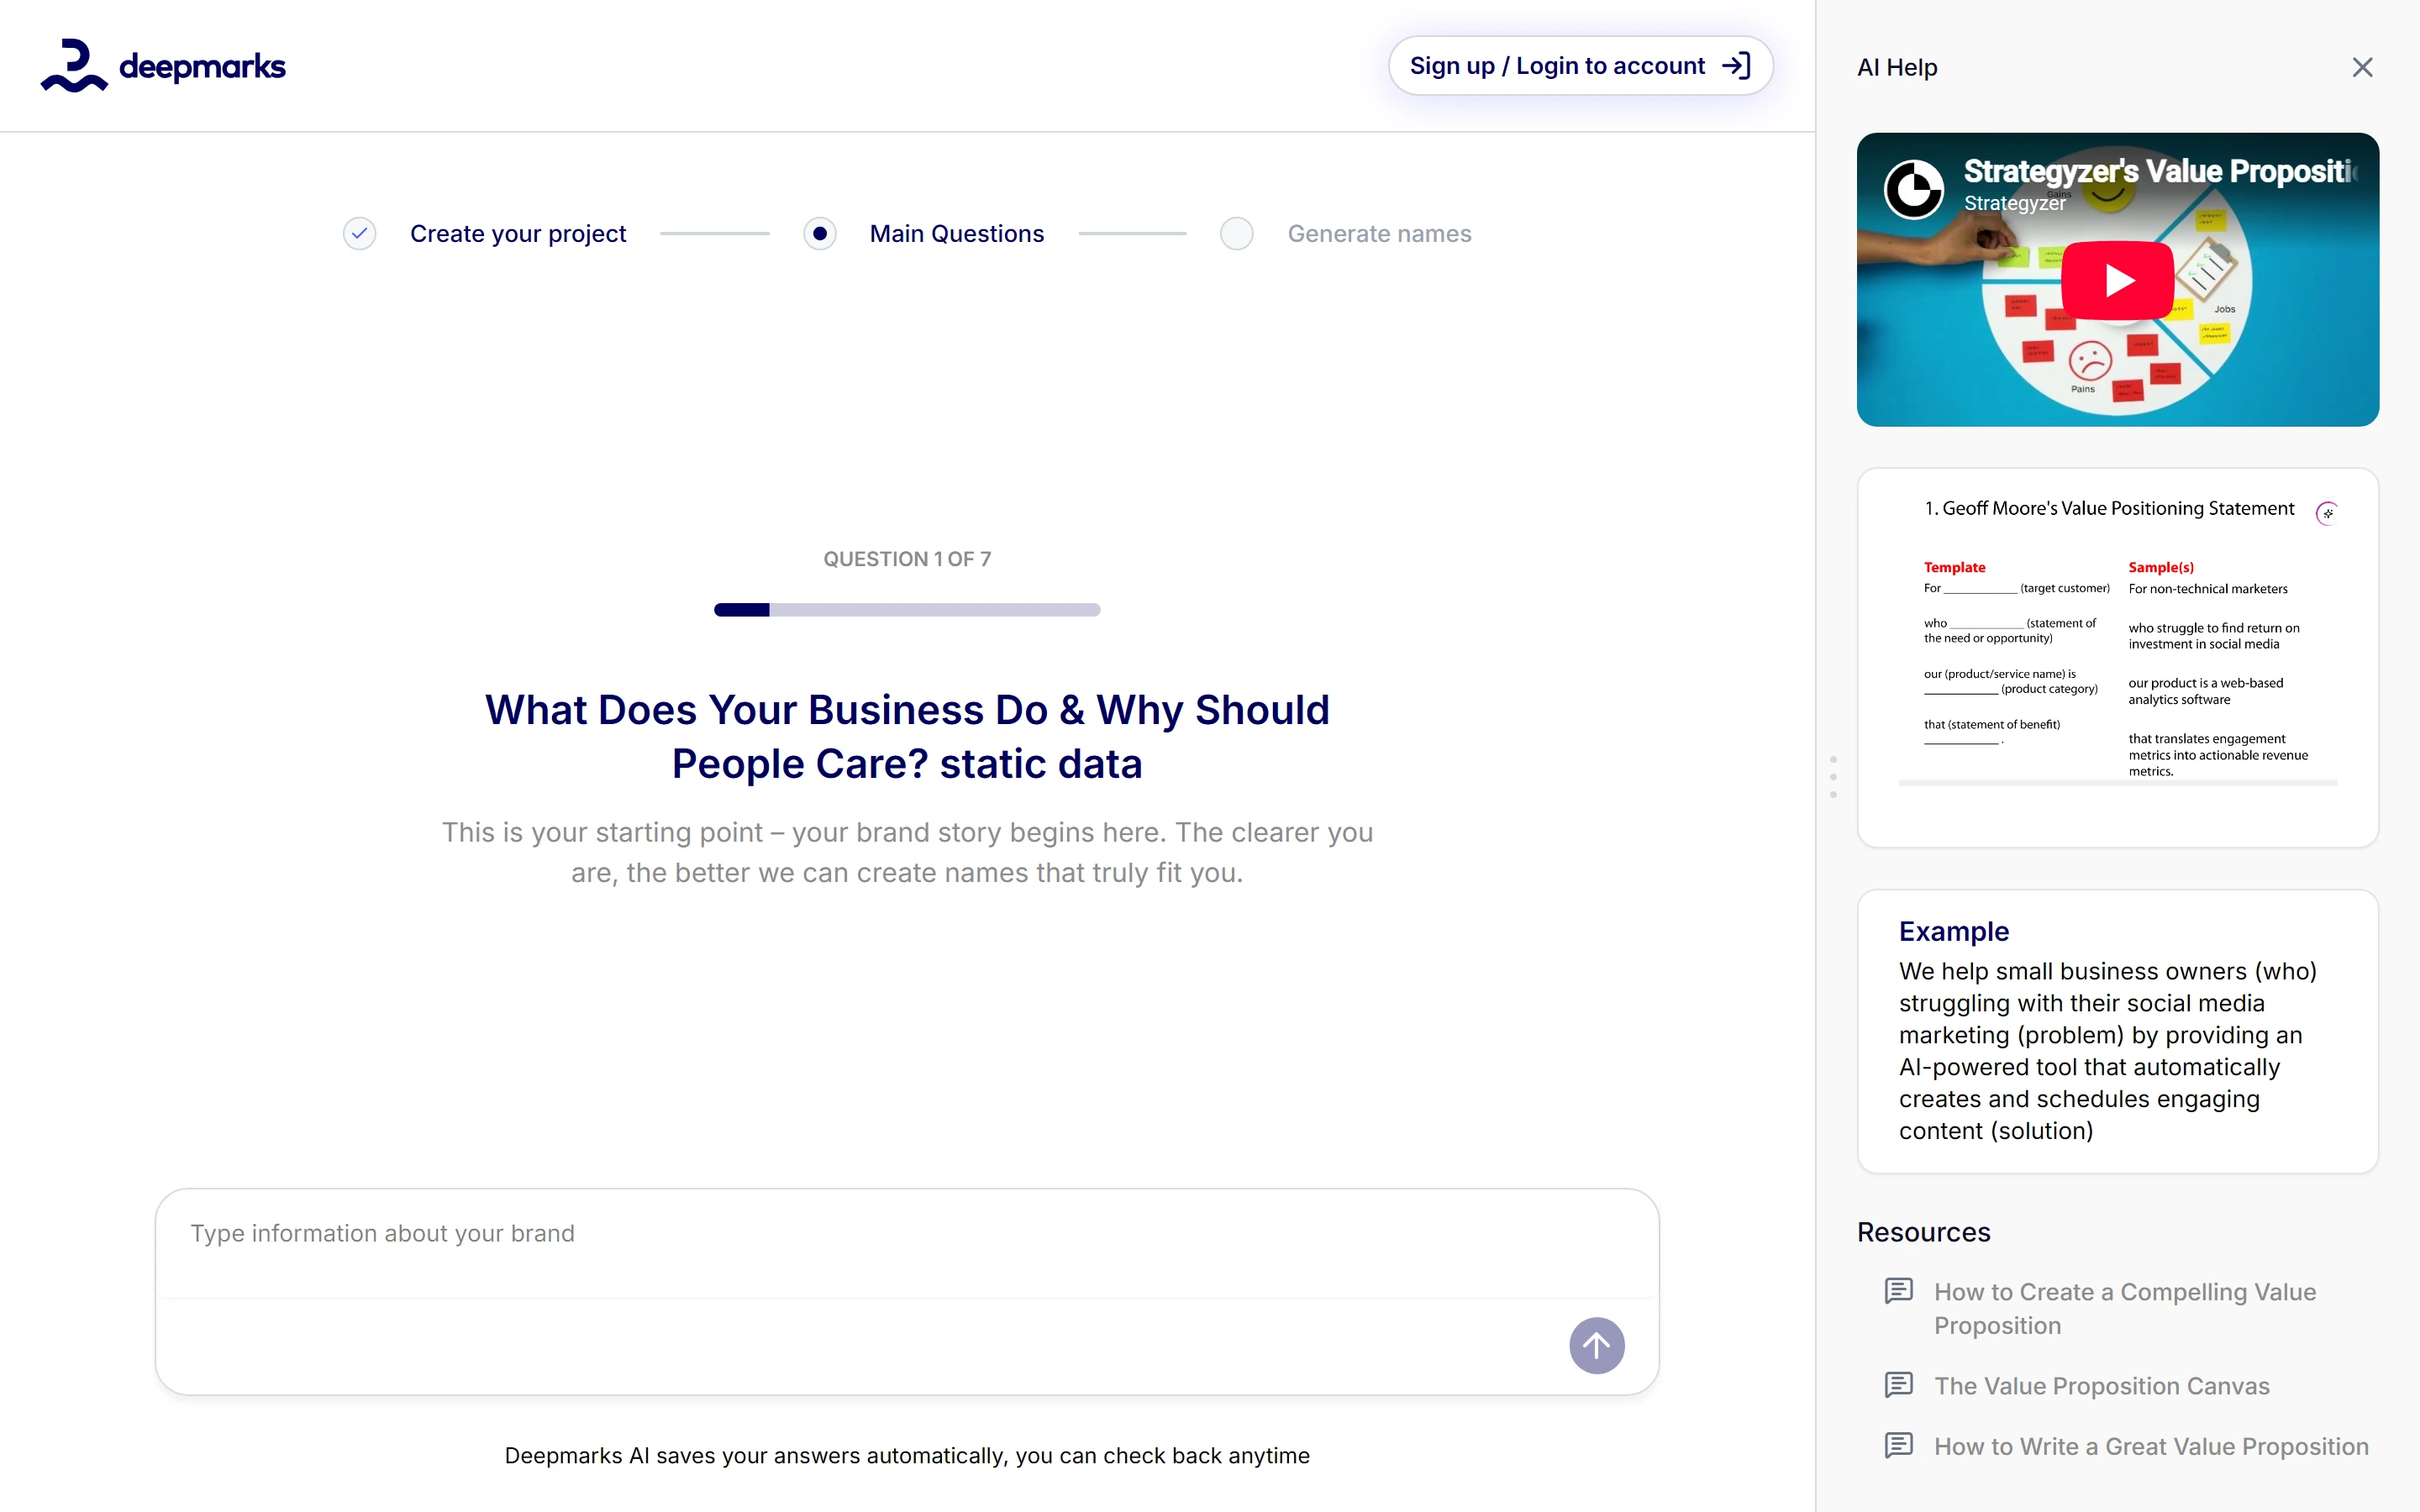 deepmarks
Sign up / Login to account
Create your project
Main Questions
Generate names
QUESTION 1 OF 7
What Does Your Business Do & Why Should
People Care? static data
This is your starting point – your brand story begins here. The clearer you
are, the better we can create names that truly fit you.
Type information about your brand
Deepmarks AI saves your answers automatically, you can check back anytime
AI Help
Strategyzer's Value Propositi
Strategyzer
Gains
Jobs
Pains
1. Geoff Moore's Value Positioning Statement
Template
For ____________ (target customer)
who ____________ (statement of
the need or opportunity)
our (product/service name) is
____________ (product category)
that (statement of benefit)
____________ .
Sample(s)
For non-technical marketers
who struggle to find return on
investment in social media
our product is a web-based
analytics software
that translates engagement
metrics into actionable revenue
metrics.
Example
We help small business owners (who)
struggling with their social media
marketing (problem) by providing an
AI-powered tool that automatically
creates and schedules engaging
content (solution)
Resources
How to Create a Compelling Value
Proposition
The Value Proposition Canvas
How to Write a Great Value Proposition